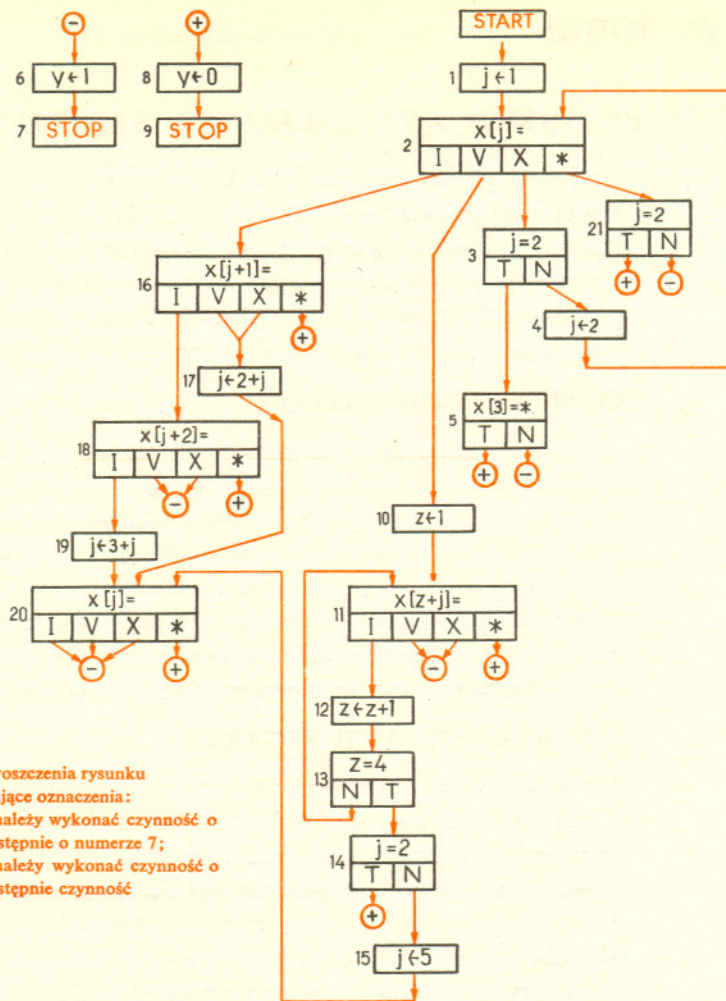 START
1 j←1
2 x[j]=
I V X *
3 j=2
T N
4 j←2
5 x[3]=*
T N
+ −
21 j=2
T N
+ −
−
6 y←1
7 STOP
+
8 y←0
9 STOP
16 x[j+1]=
I V X *
+
17 j←2+j
18 x[j+2]=
I V X *
− +
19 j←3+j
20 x[j]=
I V X *
− +
10 z←1
11 x[z+j]=
I V X *
− +
12 z←z+1
13 z=4
N T
14 j=2
T N
+
15 j←5
roszczenia rysunku
jące oznaczenia:
należy wykonać czynność o
stępnie o numerze 7;
należy wykonać czynność o
stępnie czynność